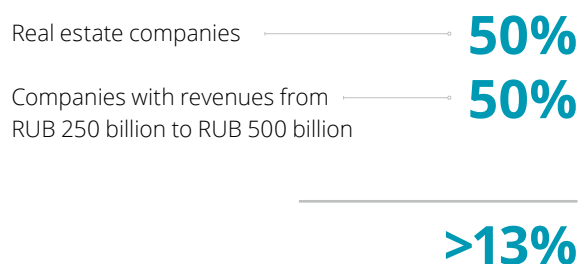 Real estate companies 50%
Companies with revenues from 50%
RUB 250 billion to RUB 500 billion
>13%